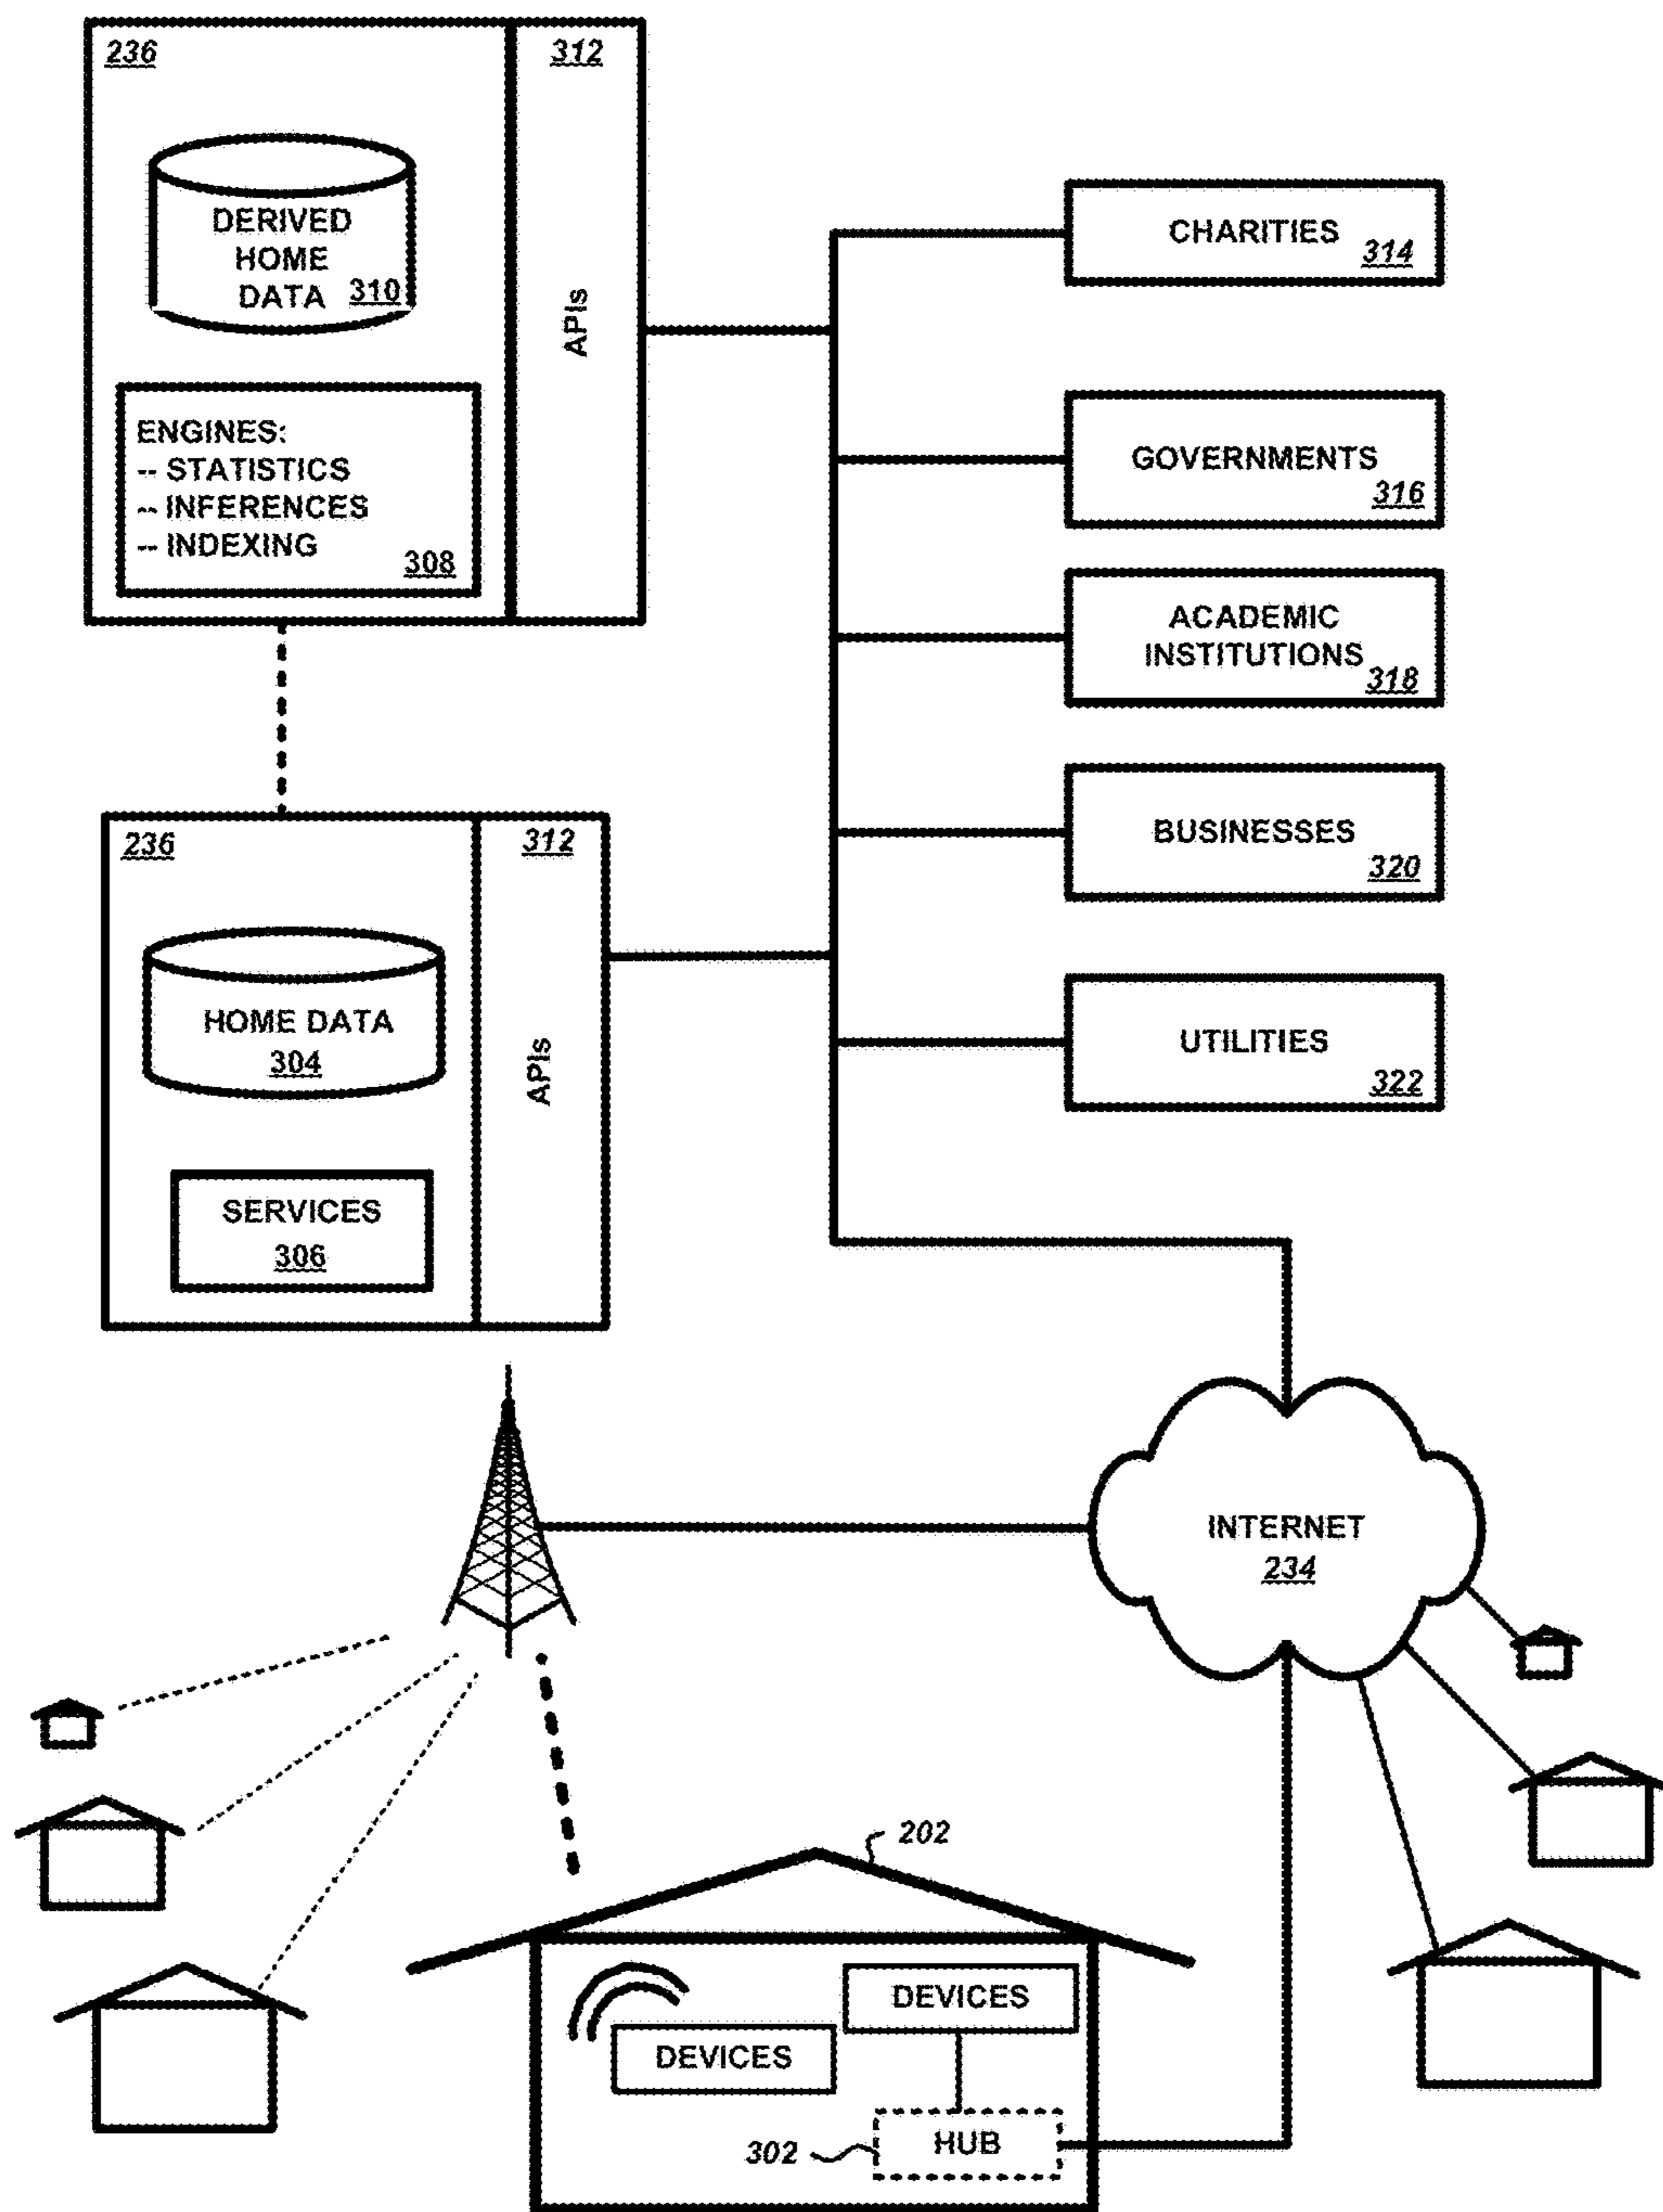 236
312
DERIVED
HOME
DATA
310
APIs
ENGINES:
-- STATISTICS
-- INFERENCES
-- INDEXING
308
CHARITIES
314
GOVERNMENTS
316
ACADEMIC
INSTITUTIONS
318
BUSINESSES
320
UTILITIES
322
236
312
HOME DATA
304
APIs
SERVICES
306
INTERNET
234
202
DEVICES
DEVICES
302
HUB